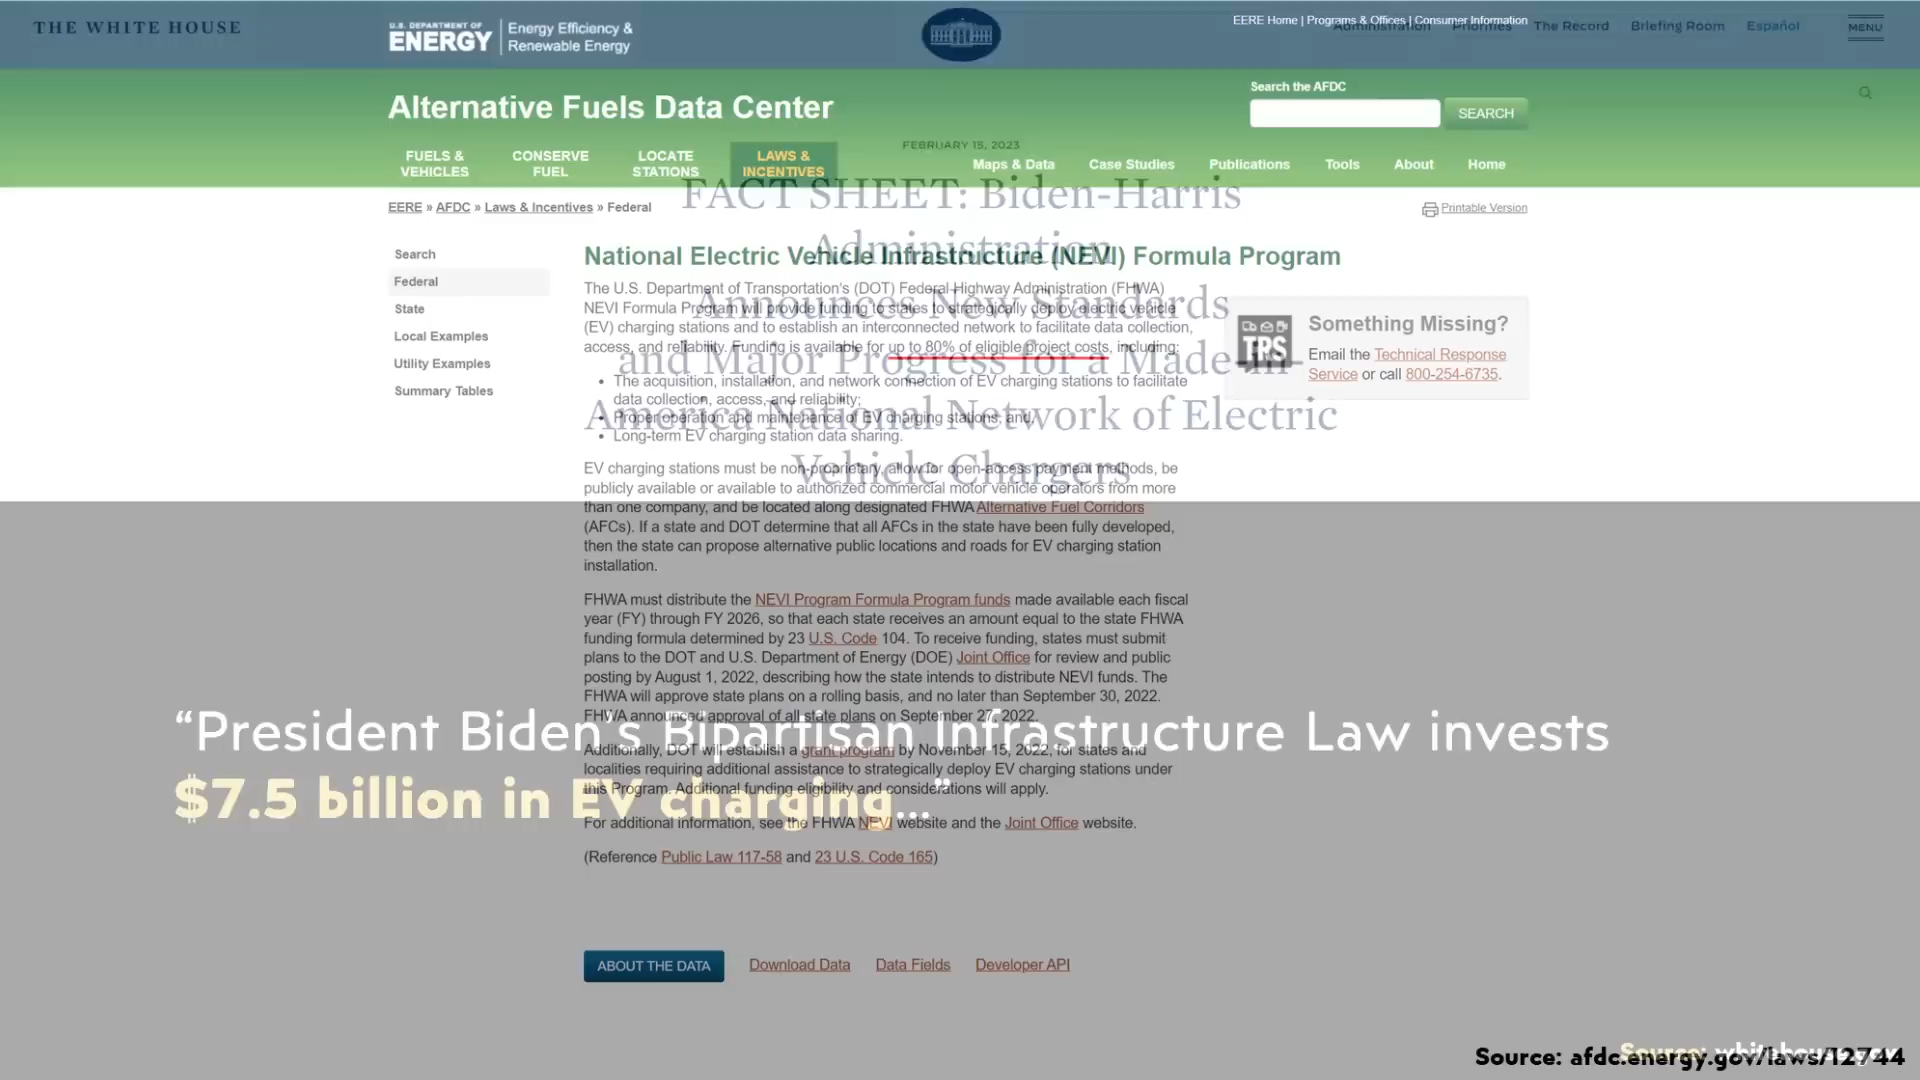 THE WHITE HOUSE
U.S. DEPARTMENT OF
ENERGY
Energy Efficiency &
Renewable Energy
EERE Home | Programs & Offices | Consumer Information
Administration Priorities The Record Briefing Room Español MENU
Alternative Fuels Data Center
Search the AFDC
SEARCH
FEBRUARY 15, 2023
FUELS &
VEHICLES
CONSERVE
FUEL
LOCATE
STATIONS
LAWS &
INCENTIVES
Maps & Data Case Studies Publications Tools About Home
FACT SHEET: Biden-Harris
Administration
Announces New Standards
and Major Progress for a Made-in-
America National Network of Electric
Vehicle Chargers
EERE » AFDC » Laws & Incentives » Federal
Printable Version
Search
Federal
State
Local Examples
Utility Examples
Summary Tables
National Electric Vehicle Infrastructure (NEVI) Formula Program
The U.S. Department of Transportation's (DOT) Federal Highway Administration (FHWA)
NEVI Formula Program will provide funding to states to strategically deploy electric vehicle
(EV) charging stations and to establish an interconnected network to facilitate data collection,
access, and reliability. Funding is available for up to 80% of eligible project costs, including:
• The acquisition, installation, and network connection of EV charging stations to facilitate
data collection, access, and reliability;
• Proper operation and maintenance of EV charging stations; and,
• Long-term EV charging station data sharing.
EV charging stations must be non-proprietary, allow for open-access payment methods, be
publicly available or available to authorized commercial motor vehicle operators from more
than one company, and be located along designated FHWA Alternative Fuel Corridors
(AFCs). If a state and DOT determine that all AFCs in the state have been fully developed,
then the state can propose alternative public locations and roads for EV charging station
installation.
FHWA must distribute the NEVI Program Formula Program funds made available each fiscal
year (FY) through FY 2026, so that each state receives an amount equal to the state FHWA
funding formula determined by 23 U.S. Code 104. To receive funding, states must submit
plans to the DOT and U.S. Department of Energy (DOE) Joint Office for review and public
posting by August 1, 2022, describing how the state intends to distribute NEVI funds. The
FHWA will approve state plans on a rolling basis, and no later than September 30, 2022.
FHWA announced approval of all state plans on September 27, 2022.
Additionally, DOT will establish a grant program by November 15, 2022, for states and
localities requiring additional assistance to strategically deploy EV charging stations under
this Program. Additional funding eligibility and considerations will apply.
For additional information, see the FHWA NEVI website and the Joint Office website.
(Reference Public Law 117-58 and 23 U.S. Code 165)
Something Missing?
TPS
Email the Technical Response
Service or call 800-254-6735.
“President Biden's Bipartisan Infrastructure Law invests
$7.5 billion in EV charging...”
ABOUT THE DATA Download Data Data Fields Developer API
Source: afdc.energy.gov/laws/12744
Source: whitehouse.gov